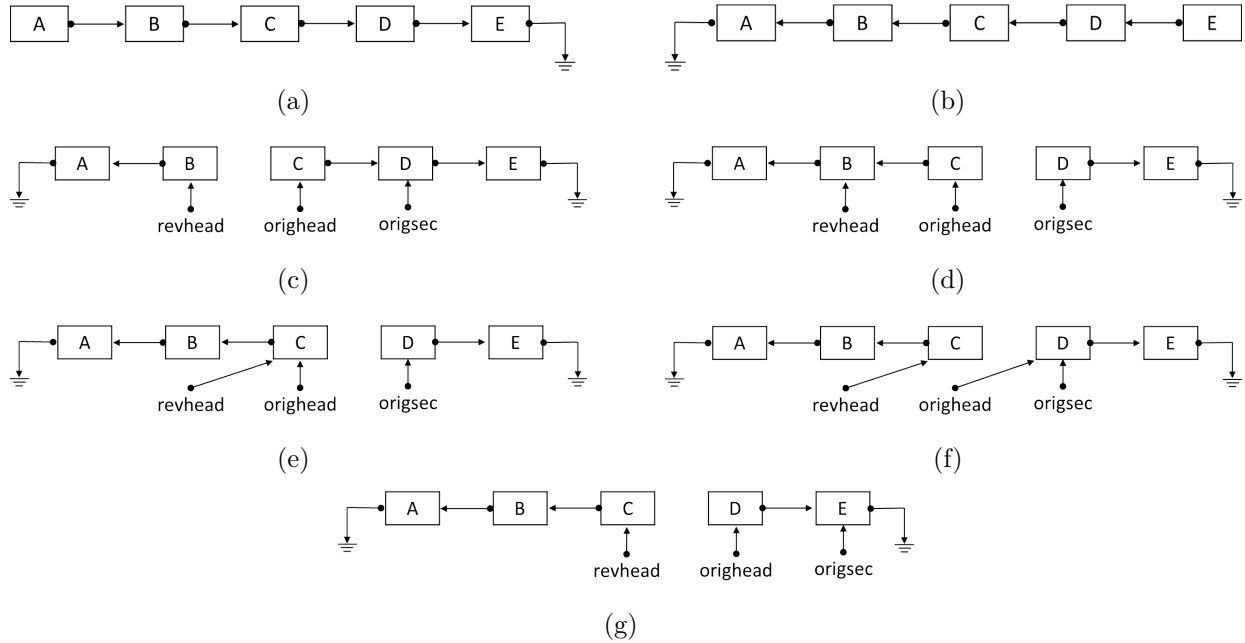 A B C D E
A B C D E
(a)
(b)
A B C D E
A B C D E
revhead orighead origsec
revhead orighead origsec
(c)
(d)
A B C D E
A B C D E
revhead orighead origsec
revhead orighead origsec
(e)
(f)
A B C D E
revhead orighead origsec
(g)